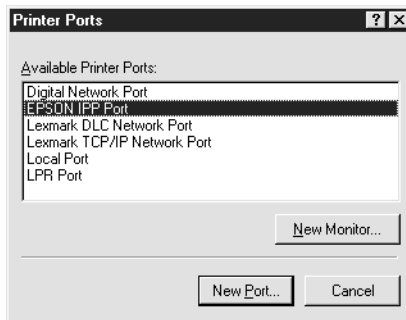 Printer Ports
Available Printer Ports:
Digital Network Port
EPSON IPP Port
Lexmark DLC Network Port
Lexmark TCP/IP Network Port
Local Port
LPR Port
New Monitor...
New Port... Cancel